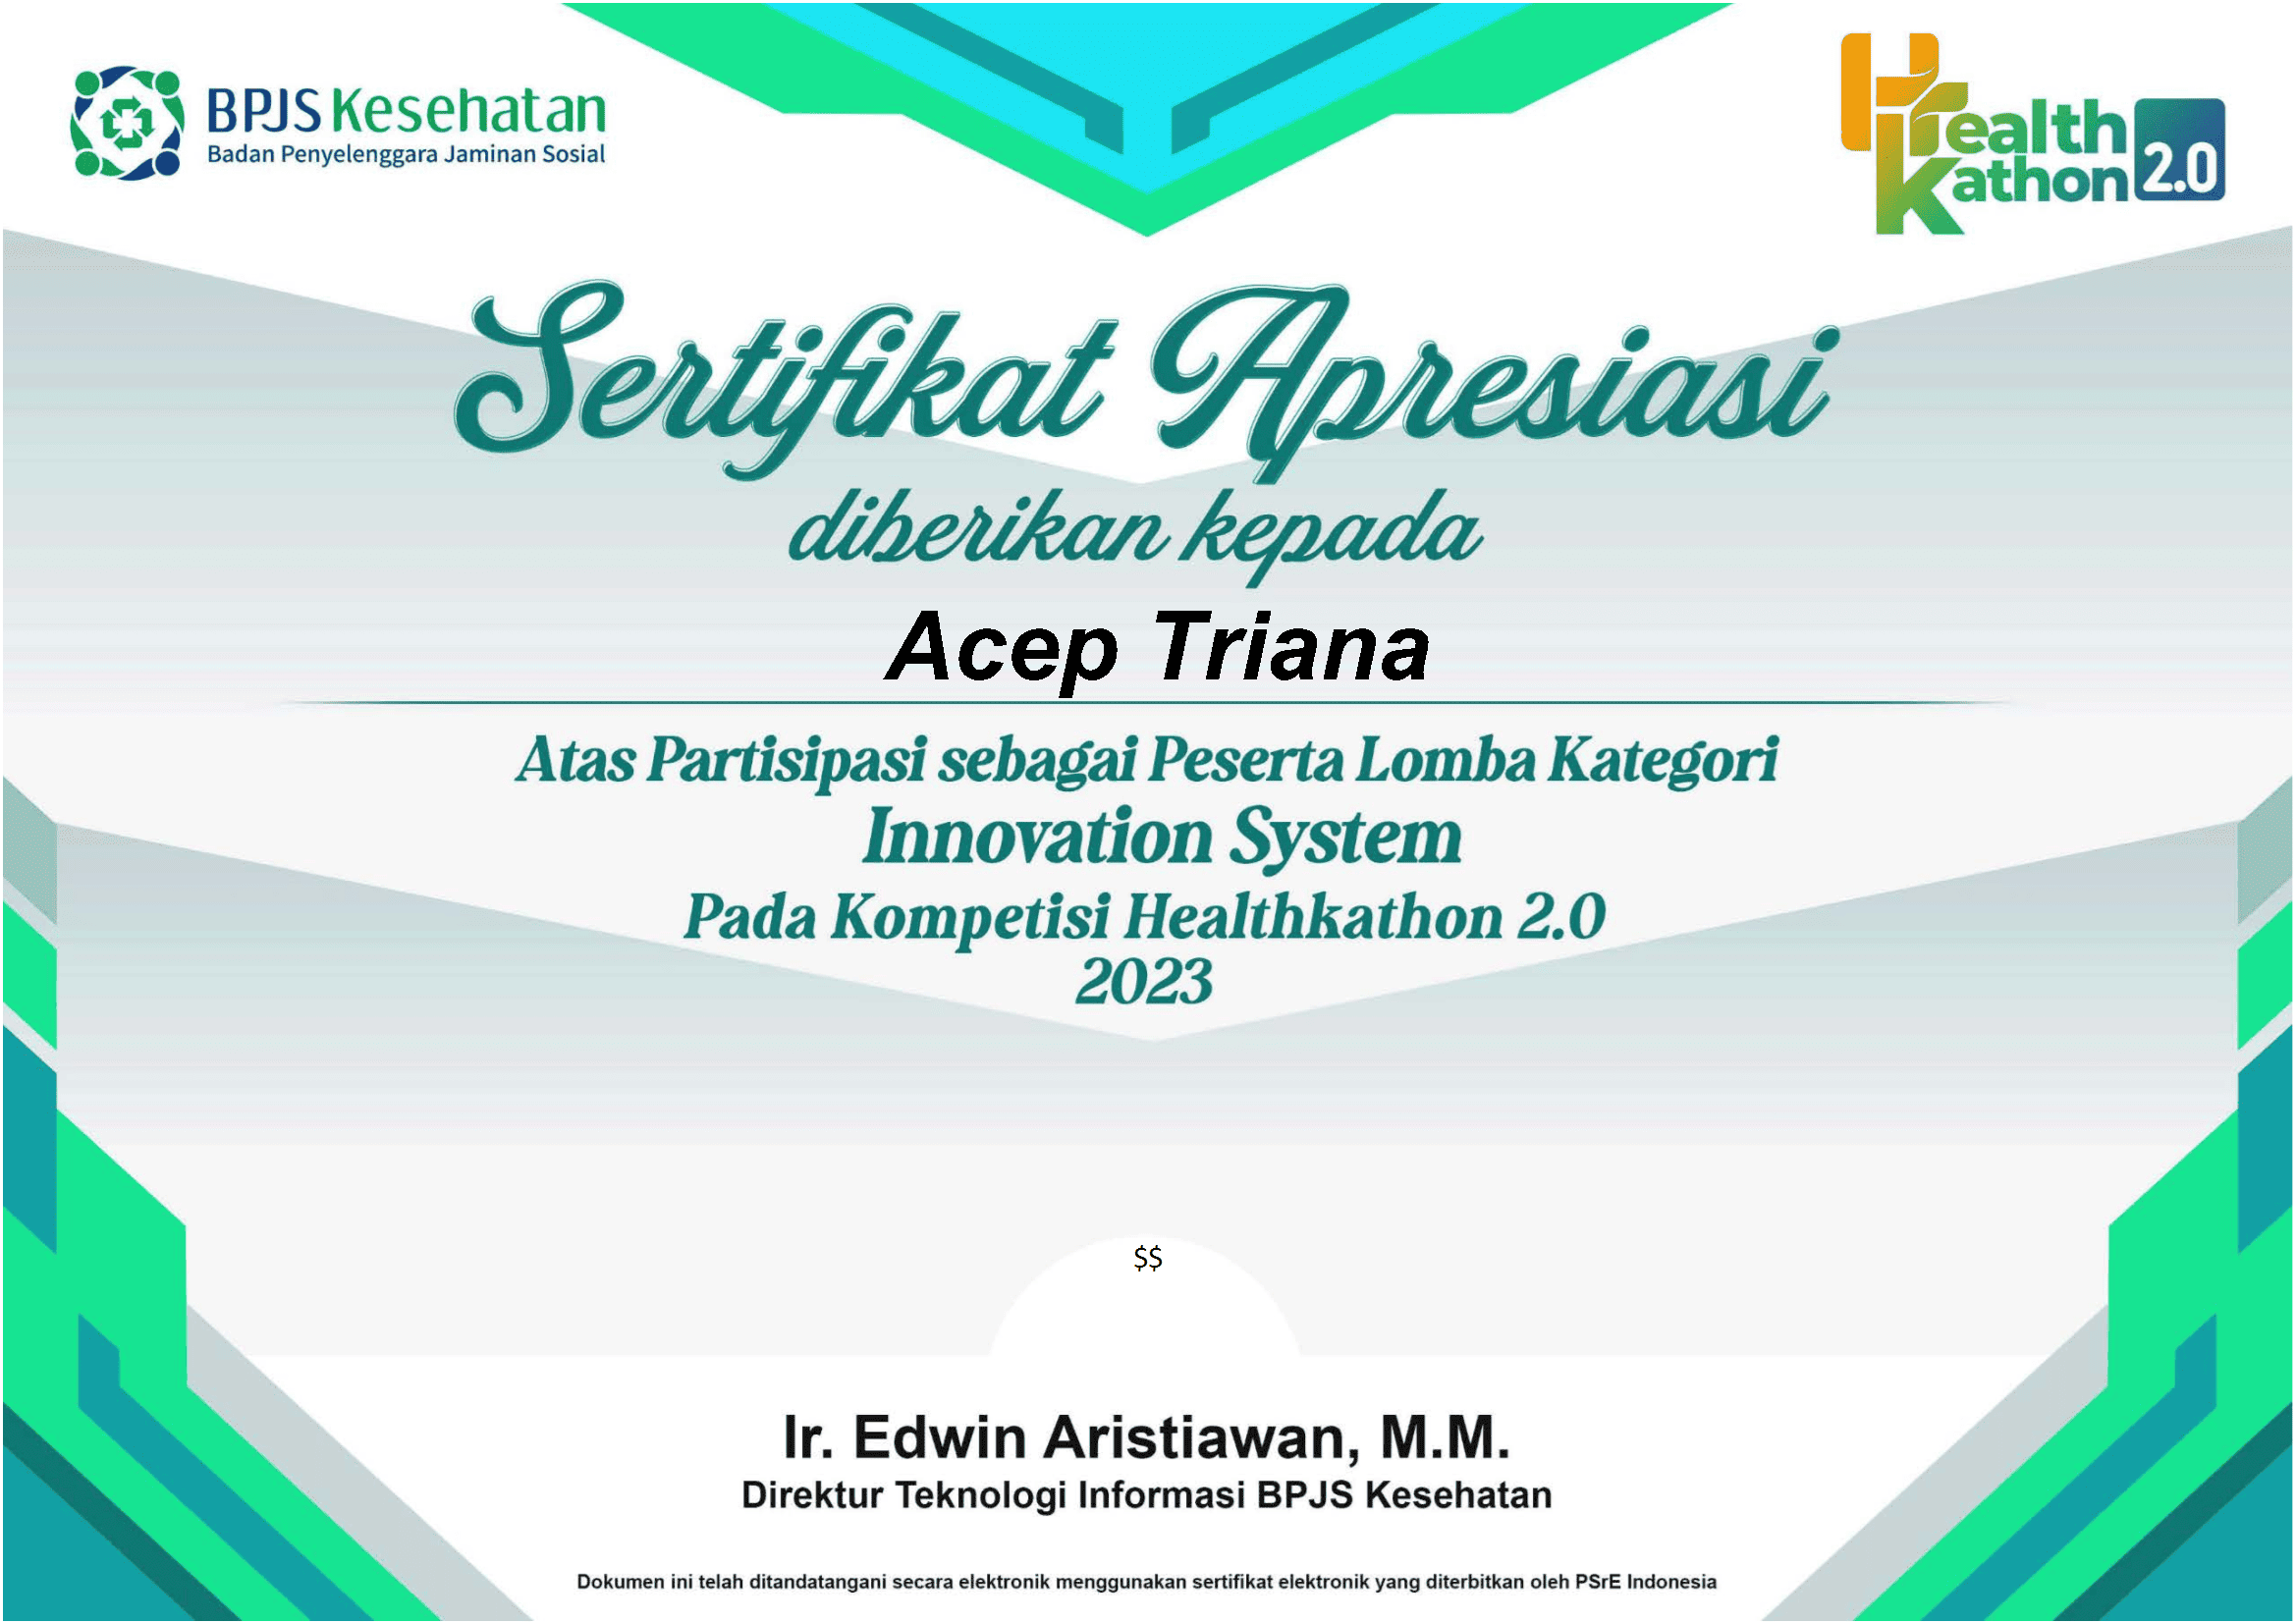 BPJS Kesehatan
Badan Penyelenggara Jaminan Sosial
Health
Kathon 2.0
Sertifikat Apresiasi
diberikan kepada
Acep Triana
Atas Partisipasi sebagai Peserta Lomba Kategori
Innovation System
Pada Kompetisi Healthkathon 2.0
2023
$$
Ir. Edwin Aristiawan, M.M.
Direktur Teknologi Informasi BPJS Kesehatan
Dokumen ini telah ditandatangani secara elektronik menggunakan sertifikat elektronik yang diterbitkan oleh PSrE Indonesia